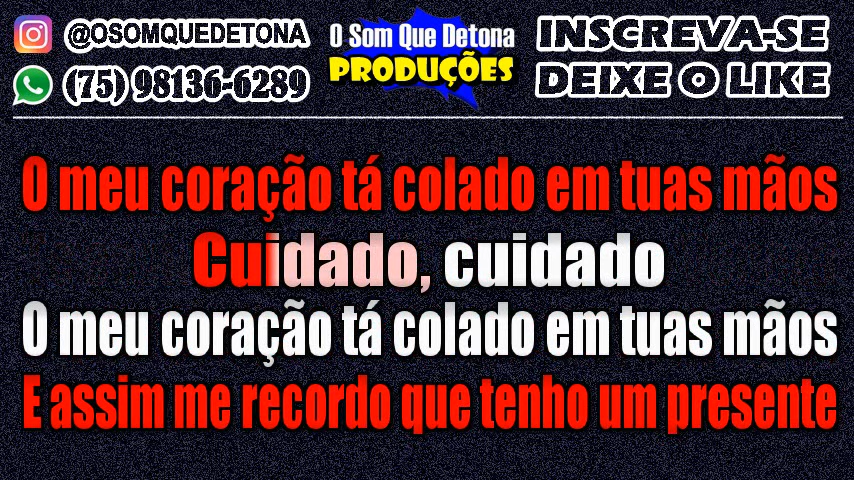 @OSOMQUEDETONA
(75) 98136-6289
O Som Que Detona
PRODUÇÕES
INSCREVA-SE
DEIXE O LIKE
O meu coração tá colado em tuas mãos
Cuidado, cuidado
O meu coração tá colado em tuas mãos
E assim me recordo que tenho um presente